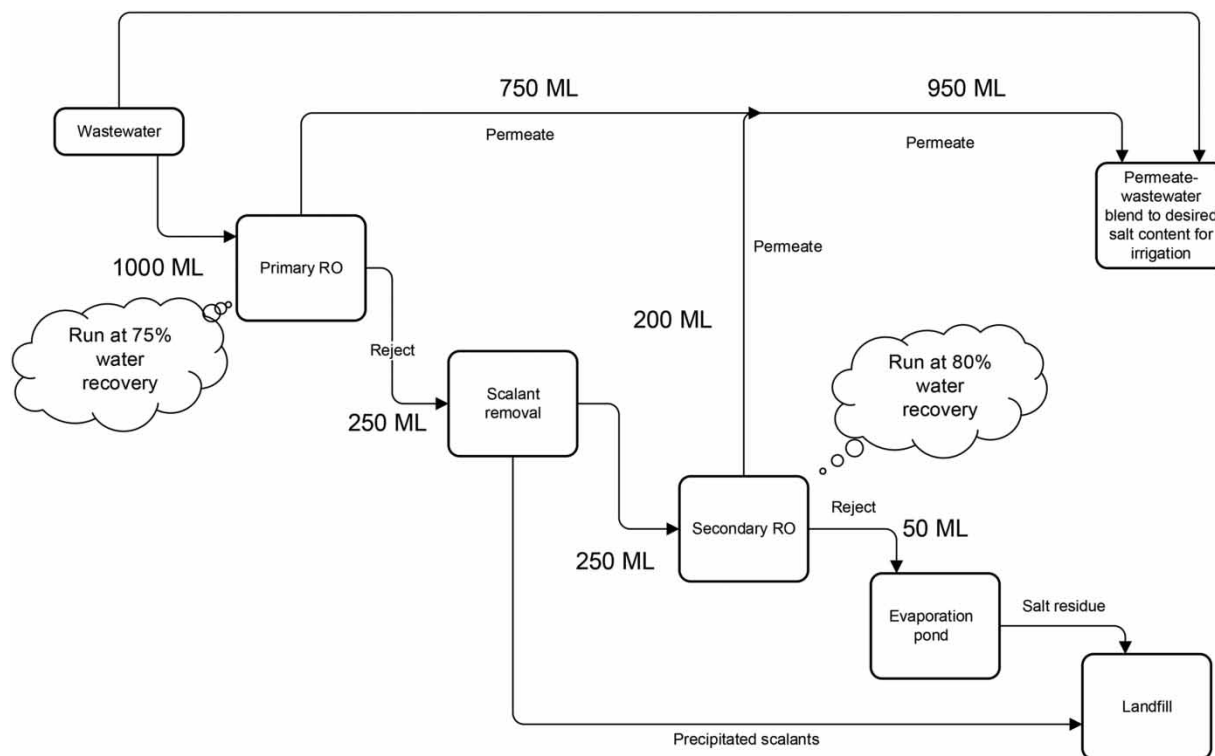 750 ML
950 ML
Wastewater
Permeate
Permeate
Permeate-
wastewater
blend to desired
salt content for
irrigation
Permeate
1000 ML
Primary RO
Run at 75%
water
recovery
Reject
200 ML
Run at 80%
water
recovery
250 ML
Scalant
removal
Secondary RO
Reject
50 ML
250 ML
Evaporation
pond
Salt residue
Landfill
Precipitated scalants